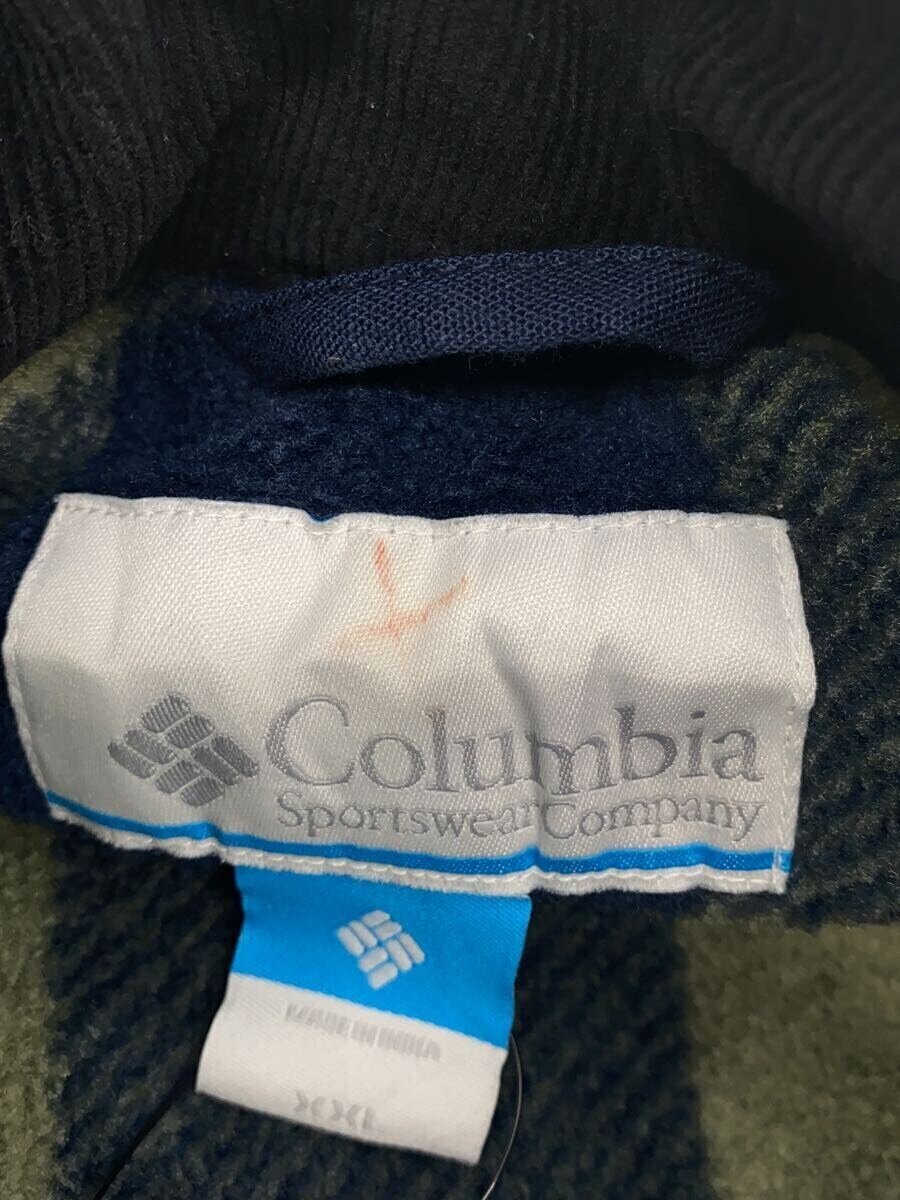 Columbia
Sportswear Company
MADE IN INDIA
XXL